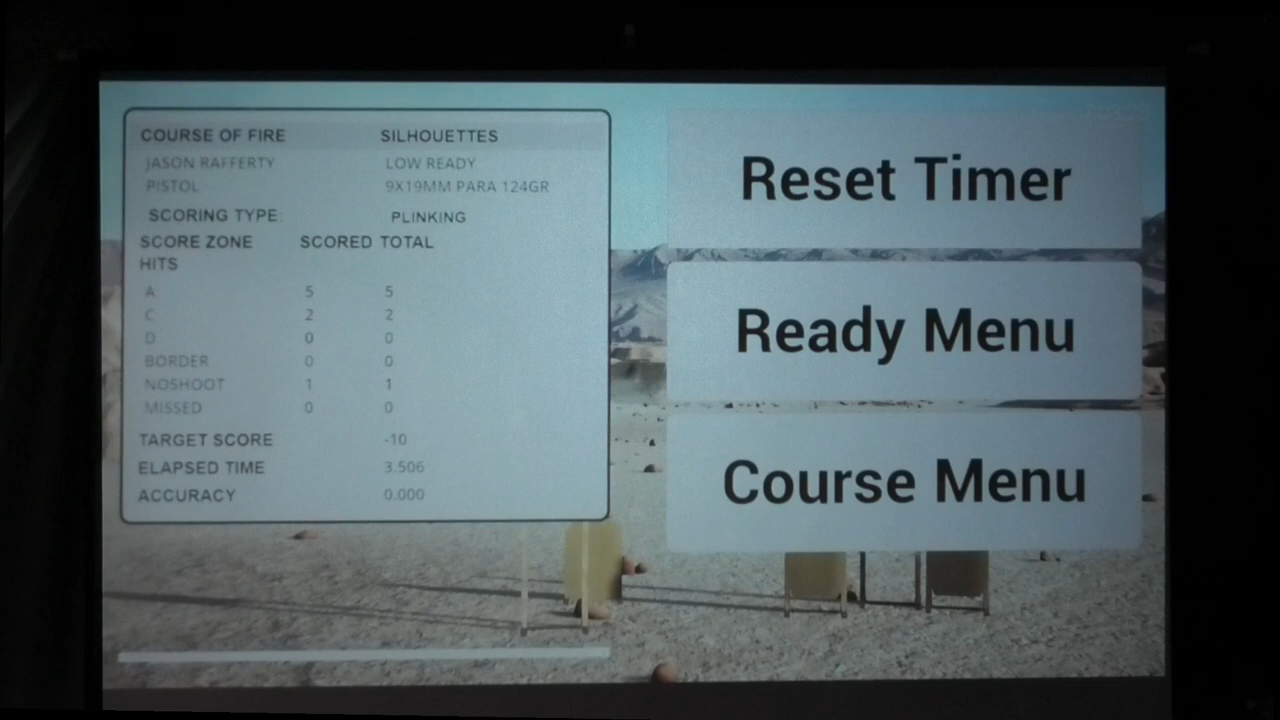 COURSE OF FIRE SILHOUETTES
JASON RAFFERTY LOW READY
PISTOL 9X19MM PARA 124GR
SCORING TYPE: PLINKING
SCORE ZONE SCORED TOTAL
HITS
A 5 5
C 2 2
D 0 0
BORDER 0 0
NOSHOOT 1 1
MISSED 0 0
TARGET SCORE -10
ELAPSED TIME 3.506
ACCURACY 0.000
Reset Timer
Ready Menu
Course Menu